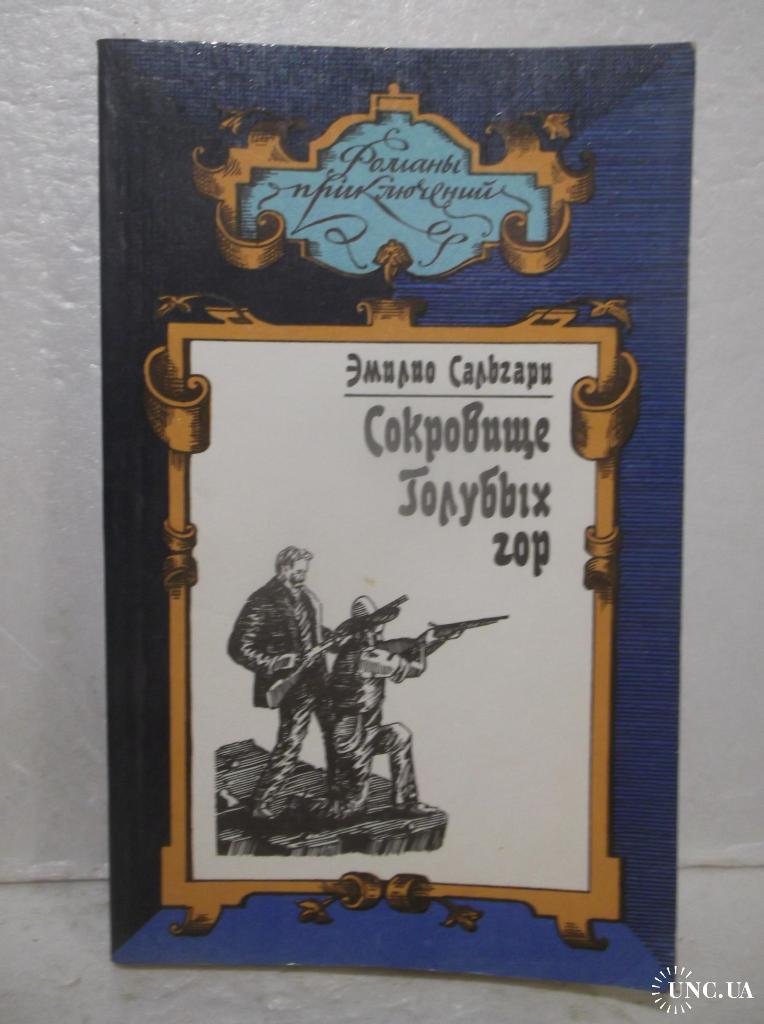 Романы
приключений
Эмилио Сальгари
Сокровище
Голубых
гор
UNC.UA